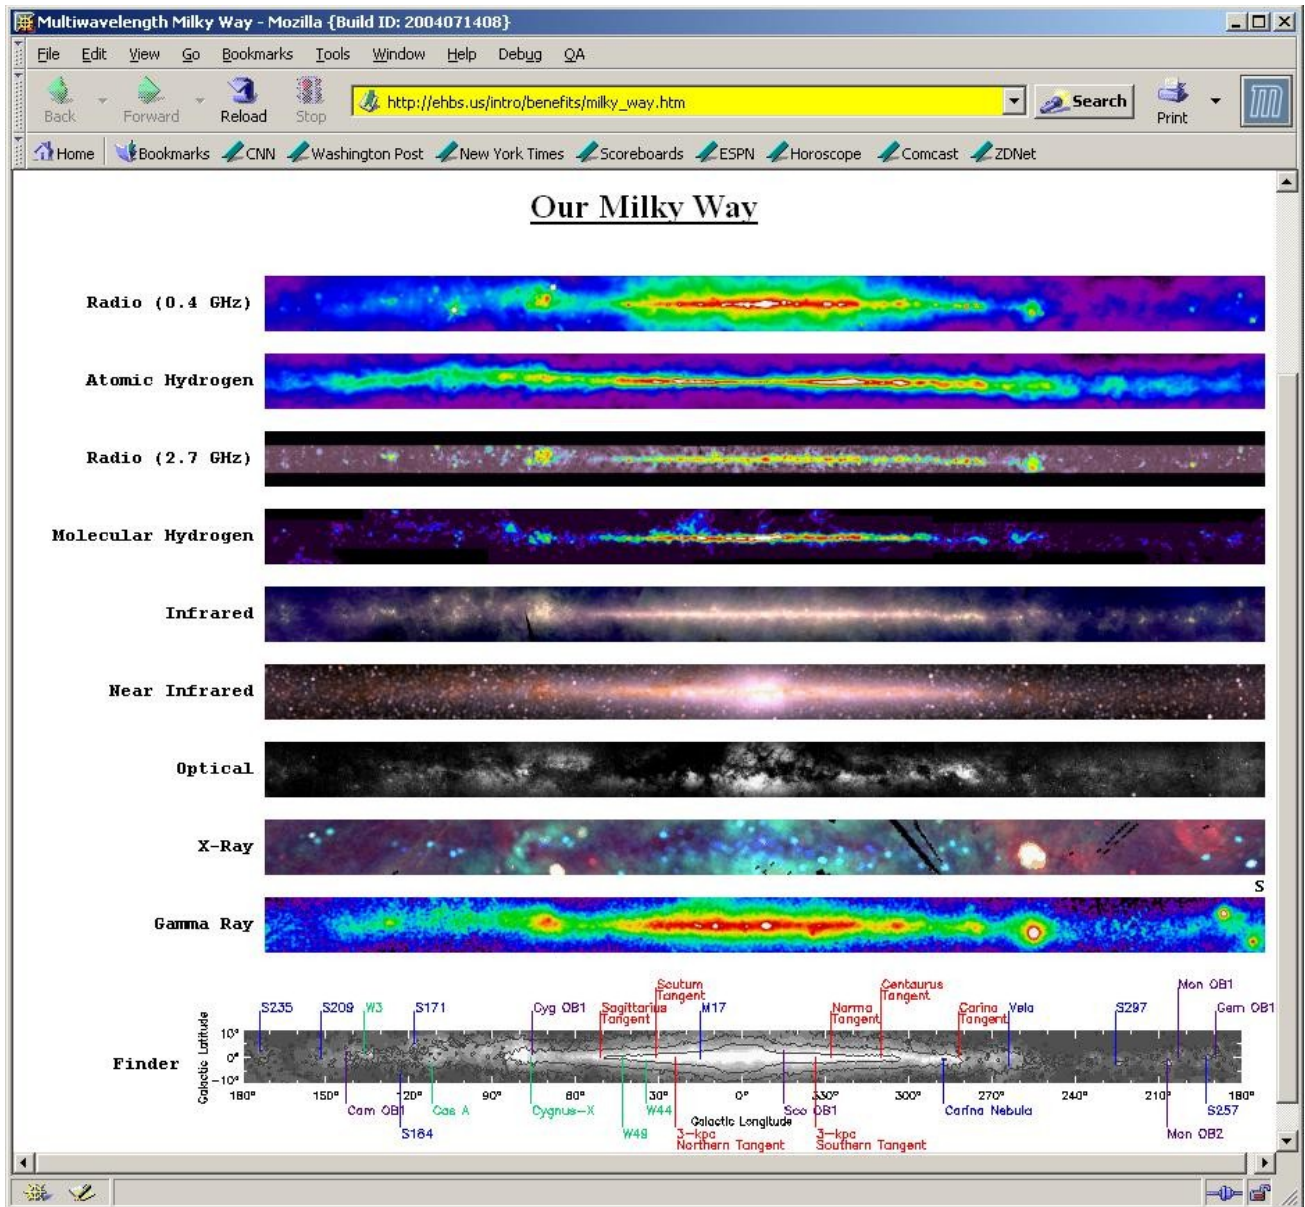 Multiwavelength Milky Way - Mozilla {Build ID: 2004071408}
File Edit View Go Bookmarks Tools Window Help Debug QA
Back Forward Reload Stop http://ehbs.us/intro/benefits/milky_way.htm Search Print
Home Bookmarks CNN Washington Post New York Times Scoreboards ESPN Horoscope Comcast ZDNet
Our Milky Way
Radio (0.4 GHz)
Atomic Hydrogen
Radio (2.7 GHz)
Molecular Hydrogen
Infrared
Near Infrared
Optical
X-Ray
S
Gamma Ray
Scutum Tangent Centaurus Tangent Mon OB1
S235 S209 W3 S171 Cyg OB1 Sagittarius Tangent M17 Norma Tangent Carina Tangent Vela S297 Gem OB1
Finder
Galactic Latitude
10°
0°
-10°
180° 150° 120° 90° 60° 30° 0° 330° 300° 270° 240° 210° 180°
Cam OB1 Cas A Cygnus-X W44 Sco OB1 Carina Nebula S257
Galactic Longitude
S184 W49 3-kpc Northern Tangent 3-kpc Southern Tangent Mon OB2